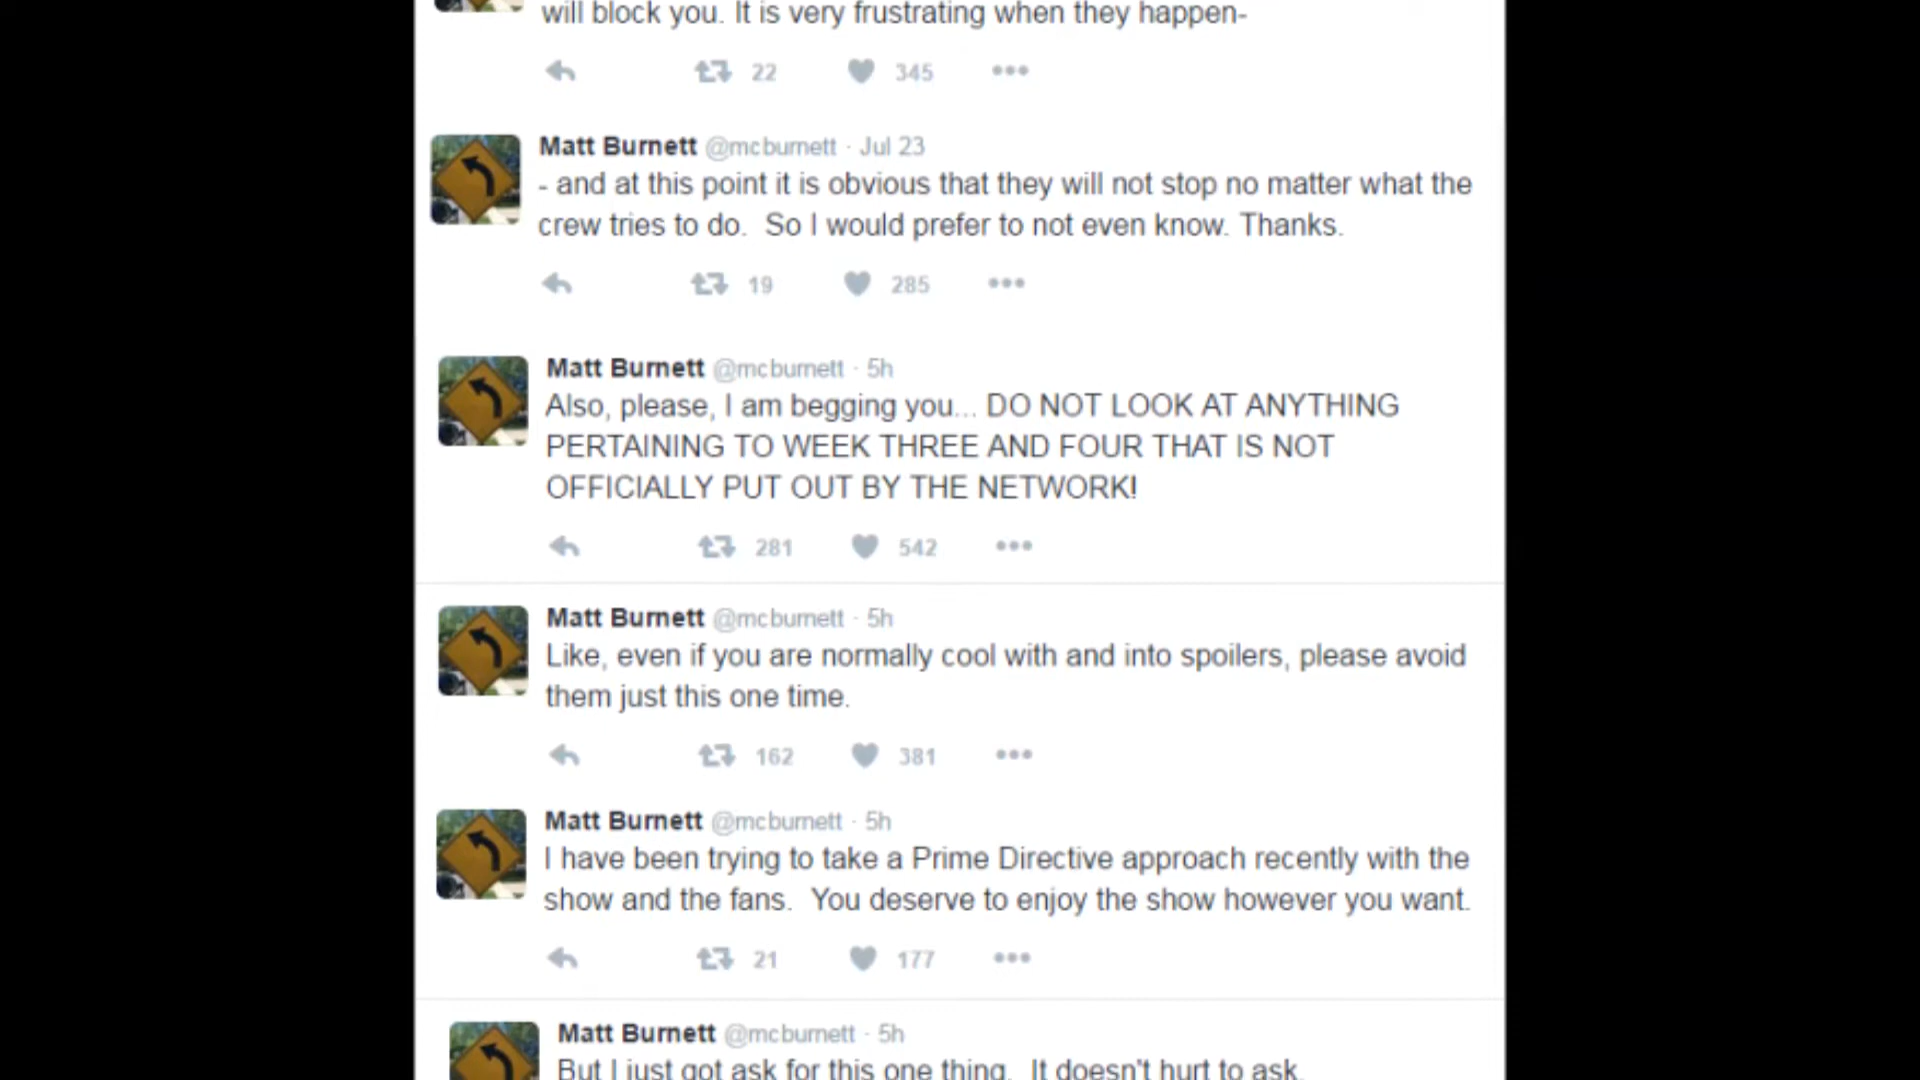 will block you. It is very frustrating when they happen-
22 345
Matt Burnett @mcburnett · Jul 23
- and at this point it is obvious that they will not stop no matter what the
crew tries to do.  So I would prefer to not even know. Thanks.
19 285
Matt Burnett @mcburnett · 5h
Also, please, I am begging you... DO NOT LOOK AT ANYTHING
PERTAINING TO WEEK THREE AND FOUR THAT IS NOT
OFFICIALLY PUT OUT BY THE NETWORK!
281 542
Matt Burnett @mcburnett · 5h
Like, even if you are normally cool with and into spoilers, please avoid
them just this one time.
162 381
Matt Burnett @mcburnett · 5h
I have been trying to take a Prime Directive approach recently with the
show and the fans.  You deserve to enjoy the show however you want.
21 177
Matt Burnett @mcburnett · 5h
But I just got ask for this one thing.  It doesn't hurt to ask.